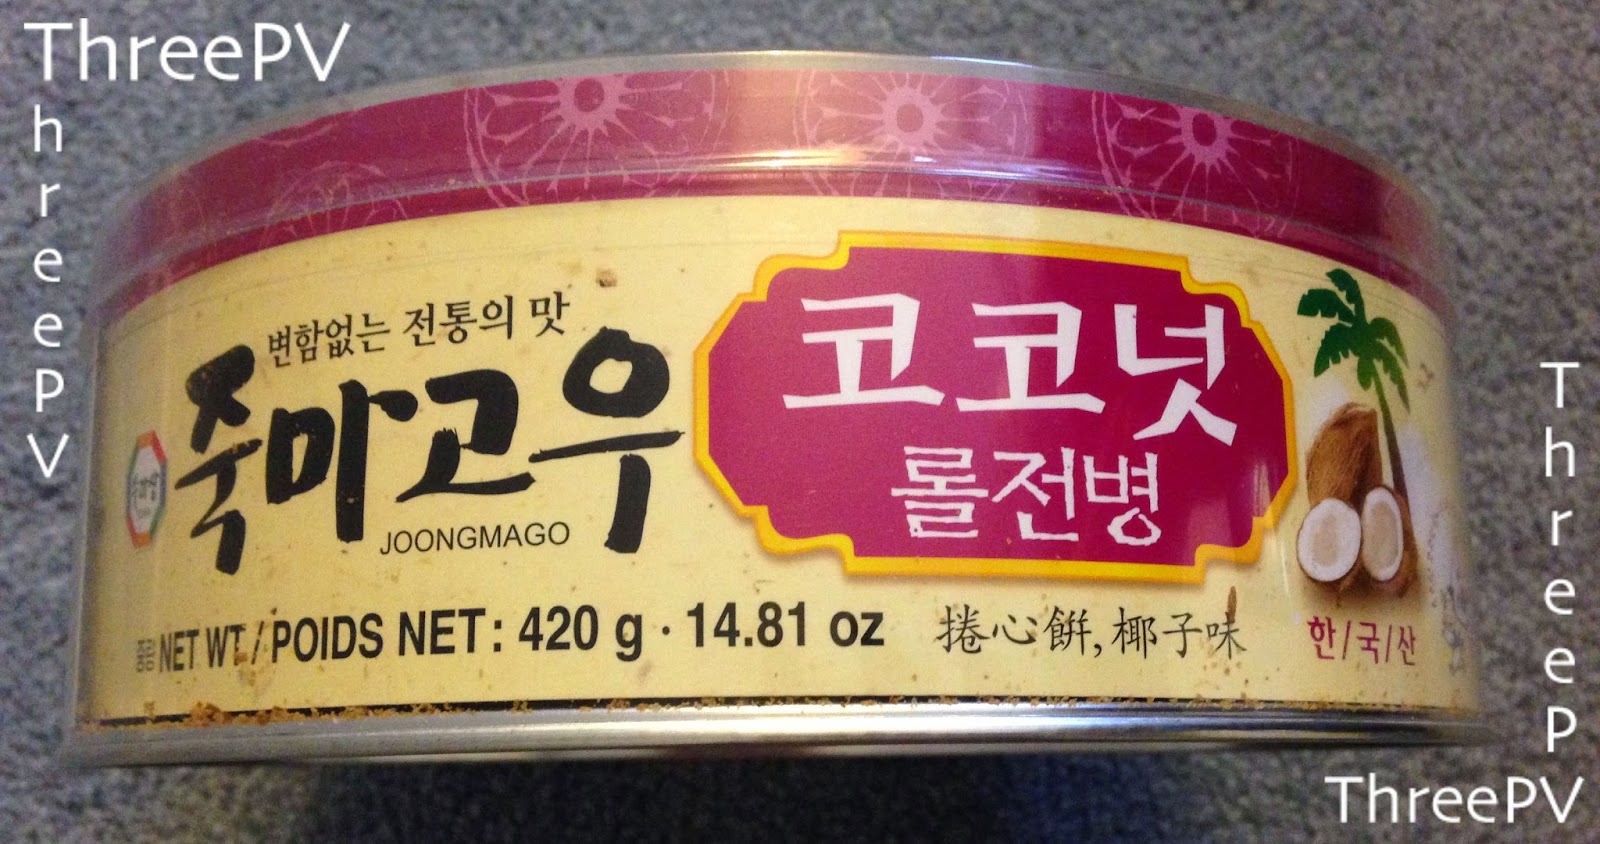 ThreePV
ThreePV
변함없는 전통의 맛
죽마고우
JOONGMAGO
코코넛
롤전병
NET WT / POIDS NET : 420 g · 14.81 oz
捲心餠, 椰子味
한/국/산
ThreePV
ThreePV